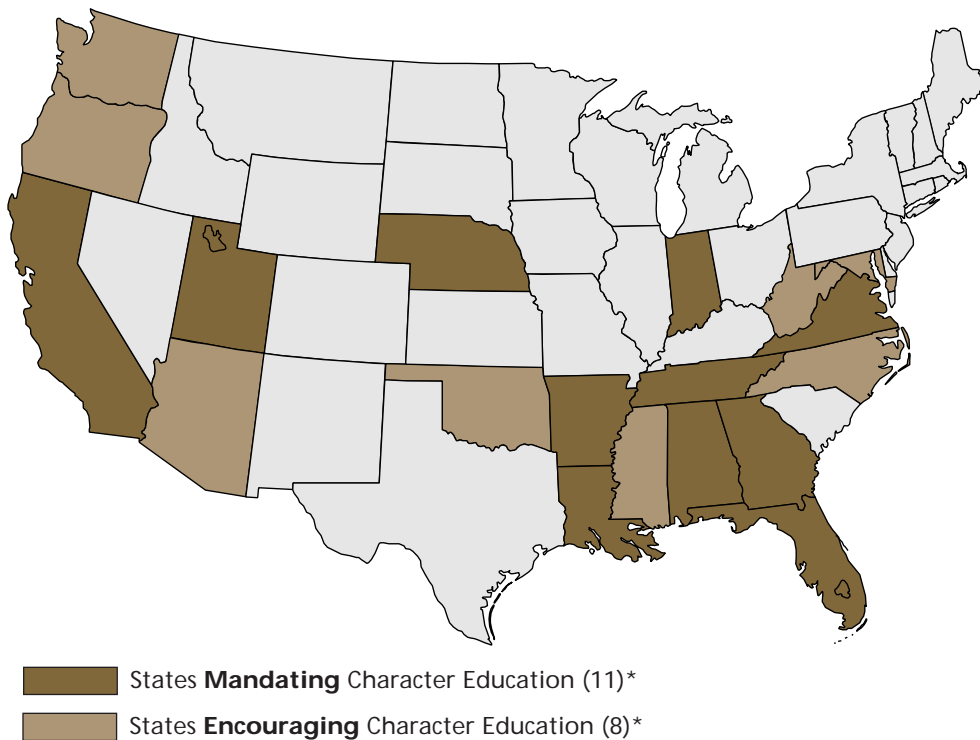 States Mandating Character Education (11)*
States Encouraging Character Education (8)*